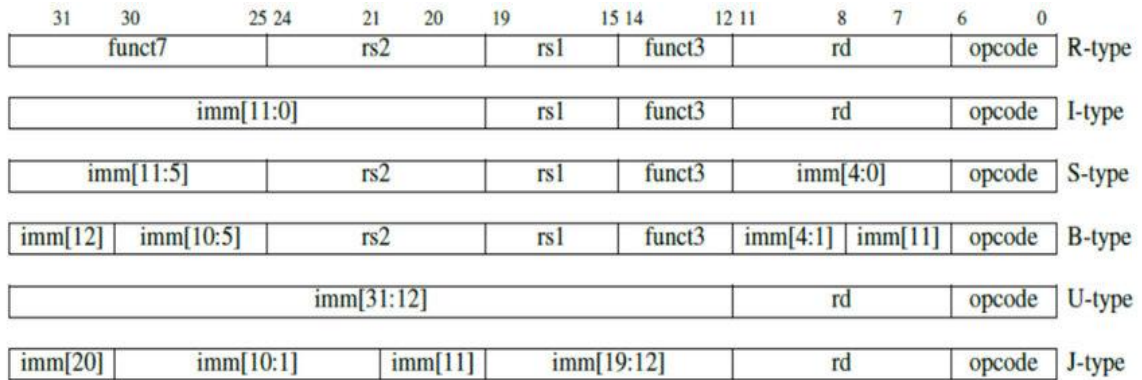 31 30 25 24 21 20 19 15 14 12 11 8 7 6 0
funct7 rs2 rs1 funct3 rd opcode R-type
imm[11:0] rs1 funct3 rd opcode I-type
imm[11:5] rs2 rs1 funct3 imm[4:0] opcode S-type
imm[12] imm[10:5] rs2 rs1 funct3 imm[4:1] imm[11] opcode B-type
imm[31:12] rd opcode U-type
imm[20] imm[10:1] imm[11] imm[19:12] rd opcode J-type